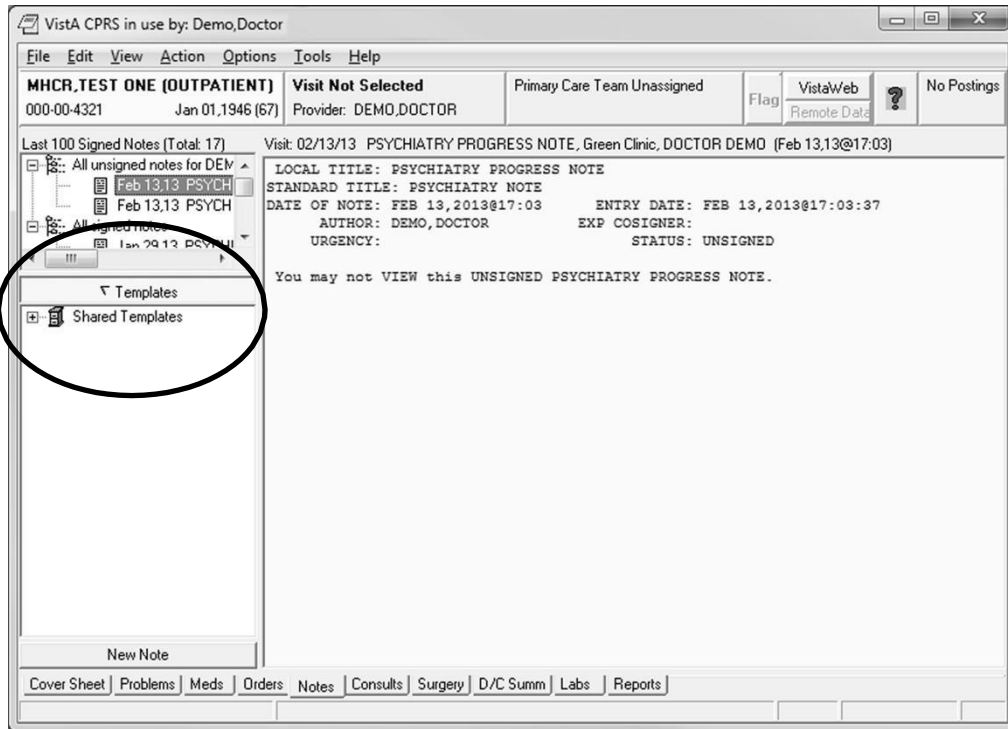 VistA CPRS in use by: Demo,Doctor
File Edit View Action Options Tools Help
MHCR,TEST ONE (OUTPATIENT) Visit Not Selected Primary Care Team Unassigned Flag VistaWeb ? No Postings
000-00-4321 Jan 01,1946 (67) Provider: DEMO,DOCTOR Remote Data
Last 100 Signed Notes (Total: 17) Visit: 02/13/13 PSYCHIATRY PROGRESS NOTE, Green Clinic, DOCTOR DEMO (Feb 13,13@17:03)
All unsigned notes for DEM
Feb 13,13 PSYCH
Feb 13,13 PSYCH
All signed notes
Jan 29,13 PSYCHI
Templates
Shared Templates
New Note
LOCAL TITLE: PSYCHIATRY PROGRESS NOTE
STANDARD TITLE: PSYCHIATRY NOTE
DATE OF NOTE: FEB 13,2013@17:03 ENTRY DATE: FEB 13,2013@17:03:37
AUTHOR: DEMO,DOCTOR EXP COSIGNER:
URGENCY: STATUS: UNSIGNED
You may not VIEW this UNSIGNED PSYCHIATRY PROGRESS NOTE.
Cover Sheet Problems Meds Orders Notes Consults Surgery D/C Summ Labs Reports